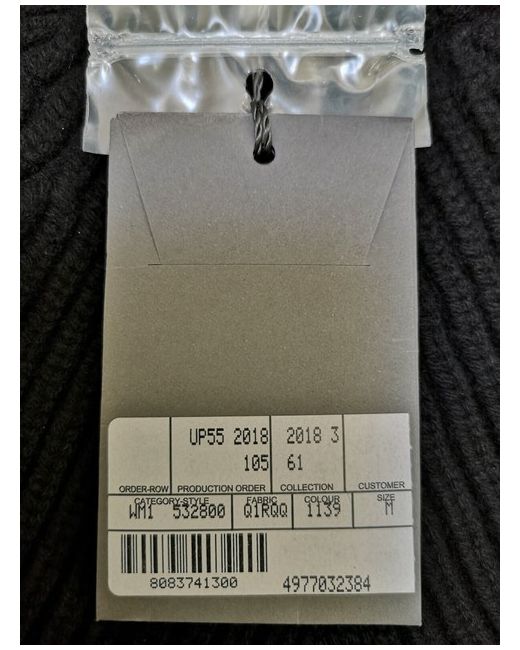 UP55 2018 2018 3
105 61
ORDER-ROW PRODUCTION ORDER COLLECTION CUSTOMER
CATEGORY-STYLE FABRIC COLOUR SIZE
WM1 532800 Q1RQQ 1139 M
8083741300 4977032384